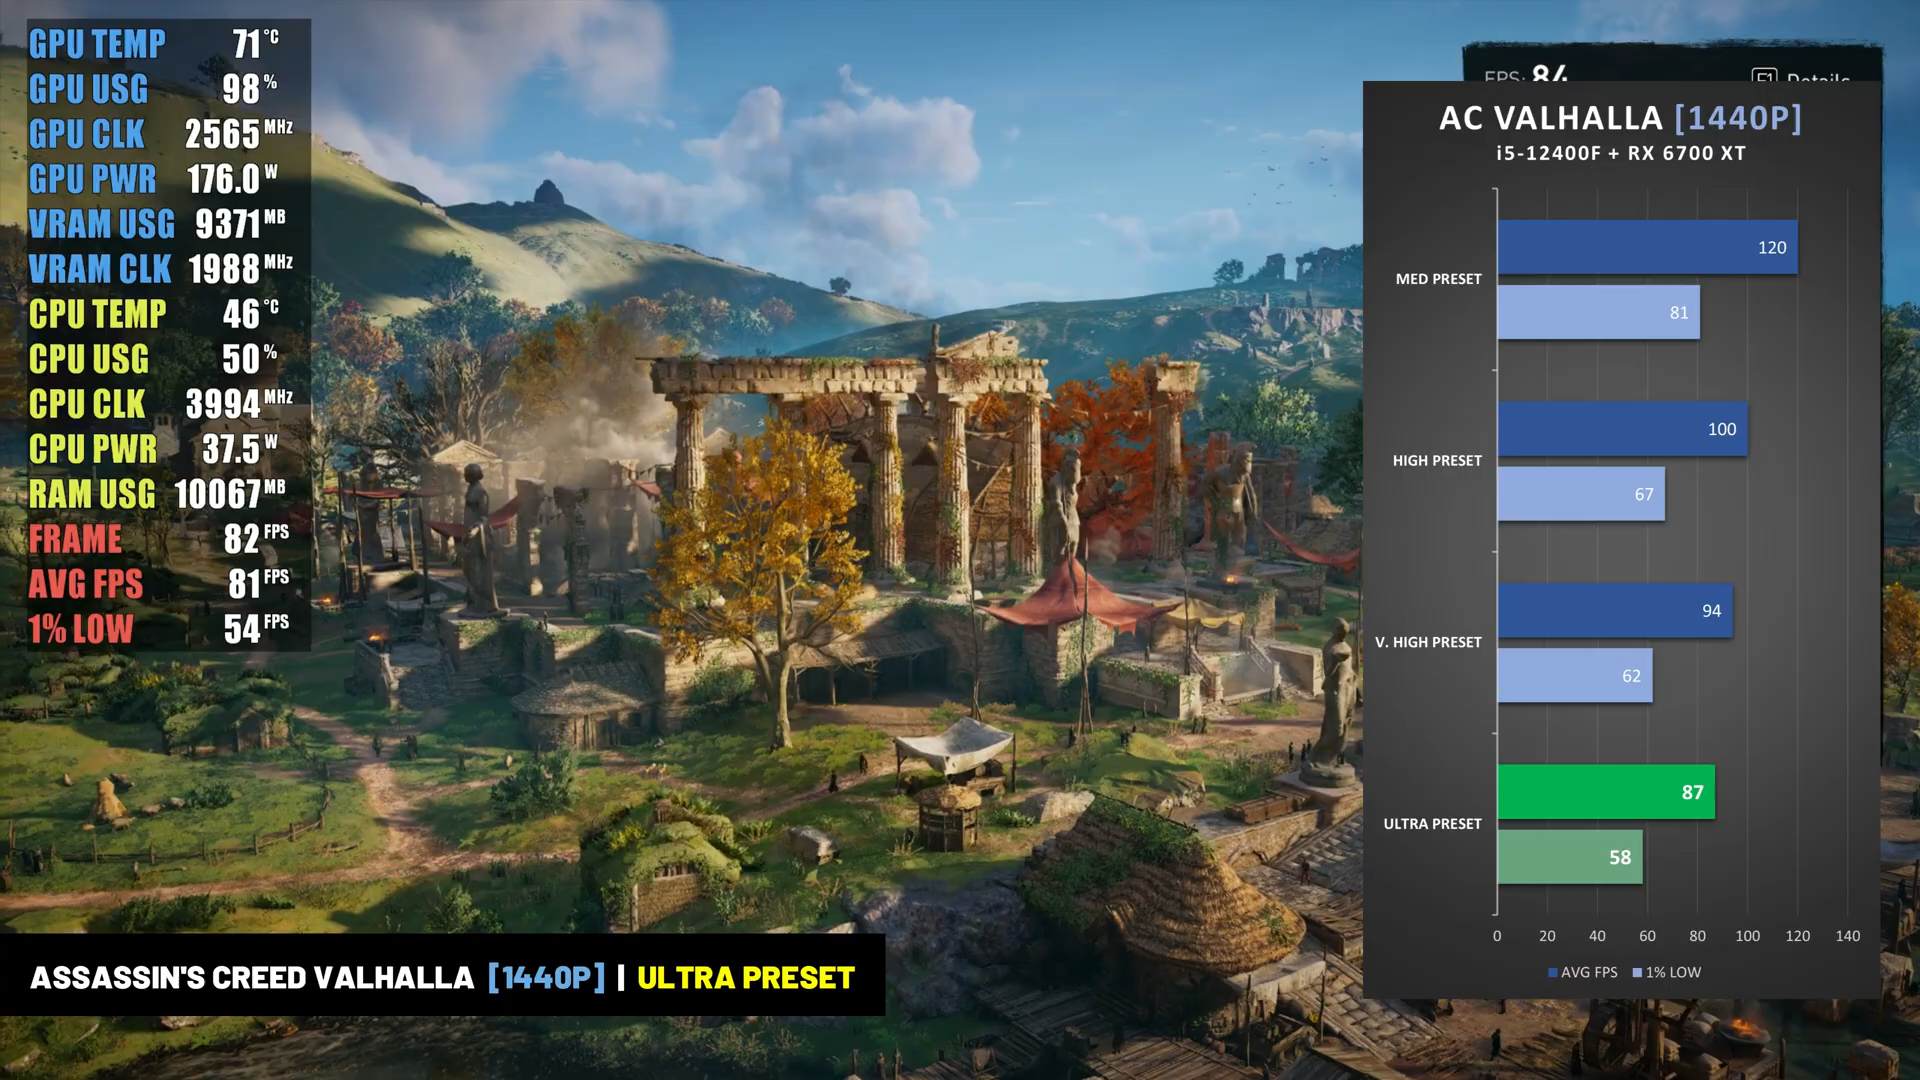 GPU TEMP 71°C
GPU USG 98%
GPU CLK 2565MHz
GPU PWR 176.0W
VRAM USG 9371MB
VRAM CLK 1988MHz
CPU TEMP 46°C
CPU USG 50%
CPU CLK 3994MHz
CPU PWR 37.5W
RAM USG 10067MB
FRAME 82FPS
AVG FPS 81FPS
1% LOW 54FPS
FPS: 84 F1 Details
AC VALHALLA [1440P]
i5-12400F + RX 6700 XT
MED PRESET
120
81
HIGH PRESET
100
67
V. HIGH PRESET
94
62
ULTRA PRESET
87
58
0 20 40 60 80 100 120 140
AVG FPS 1% LOW
ASSASSIN'S CREED VALHALLA [1440P] | ULTRA PRESET